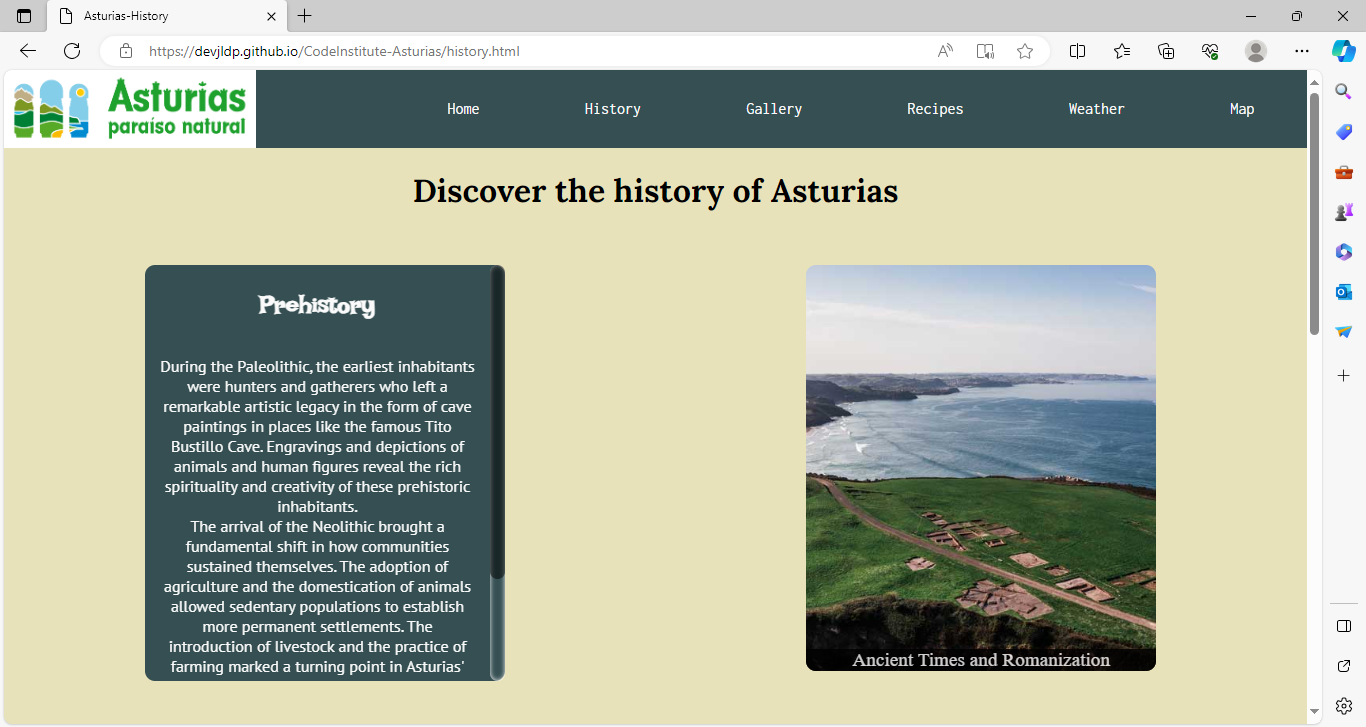 Asturias-History
https://devjldp.github.io/CodeInstitute-Asturias/history.html
Asturias
paraíso natural
Home
History
Gallery
Recipes
Weather
Map
Discover the history of Asturias
Prehistory
During the Paleolithic, the earliest inhabitants
were hunters and gatherers who left a
remarkable artistic legacy in the form of cave
paintings in places like the famous Tito
Bustillo Cave. Engravings and depictions of
animals and human figures reveal the rich
spirituality and creativity of these prehistoric
inhabitants.
The arrival of the Neolithic brought a
fundamental shift in how communities
sustained themselves. The adoption of
agriculture and the domestication of animals
allowed sedentary populations to establish
more permanent settlements. The
introduction of livestock and the practice of
farming marked a turning point in Asturias'
Ancient Times and Romanization